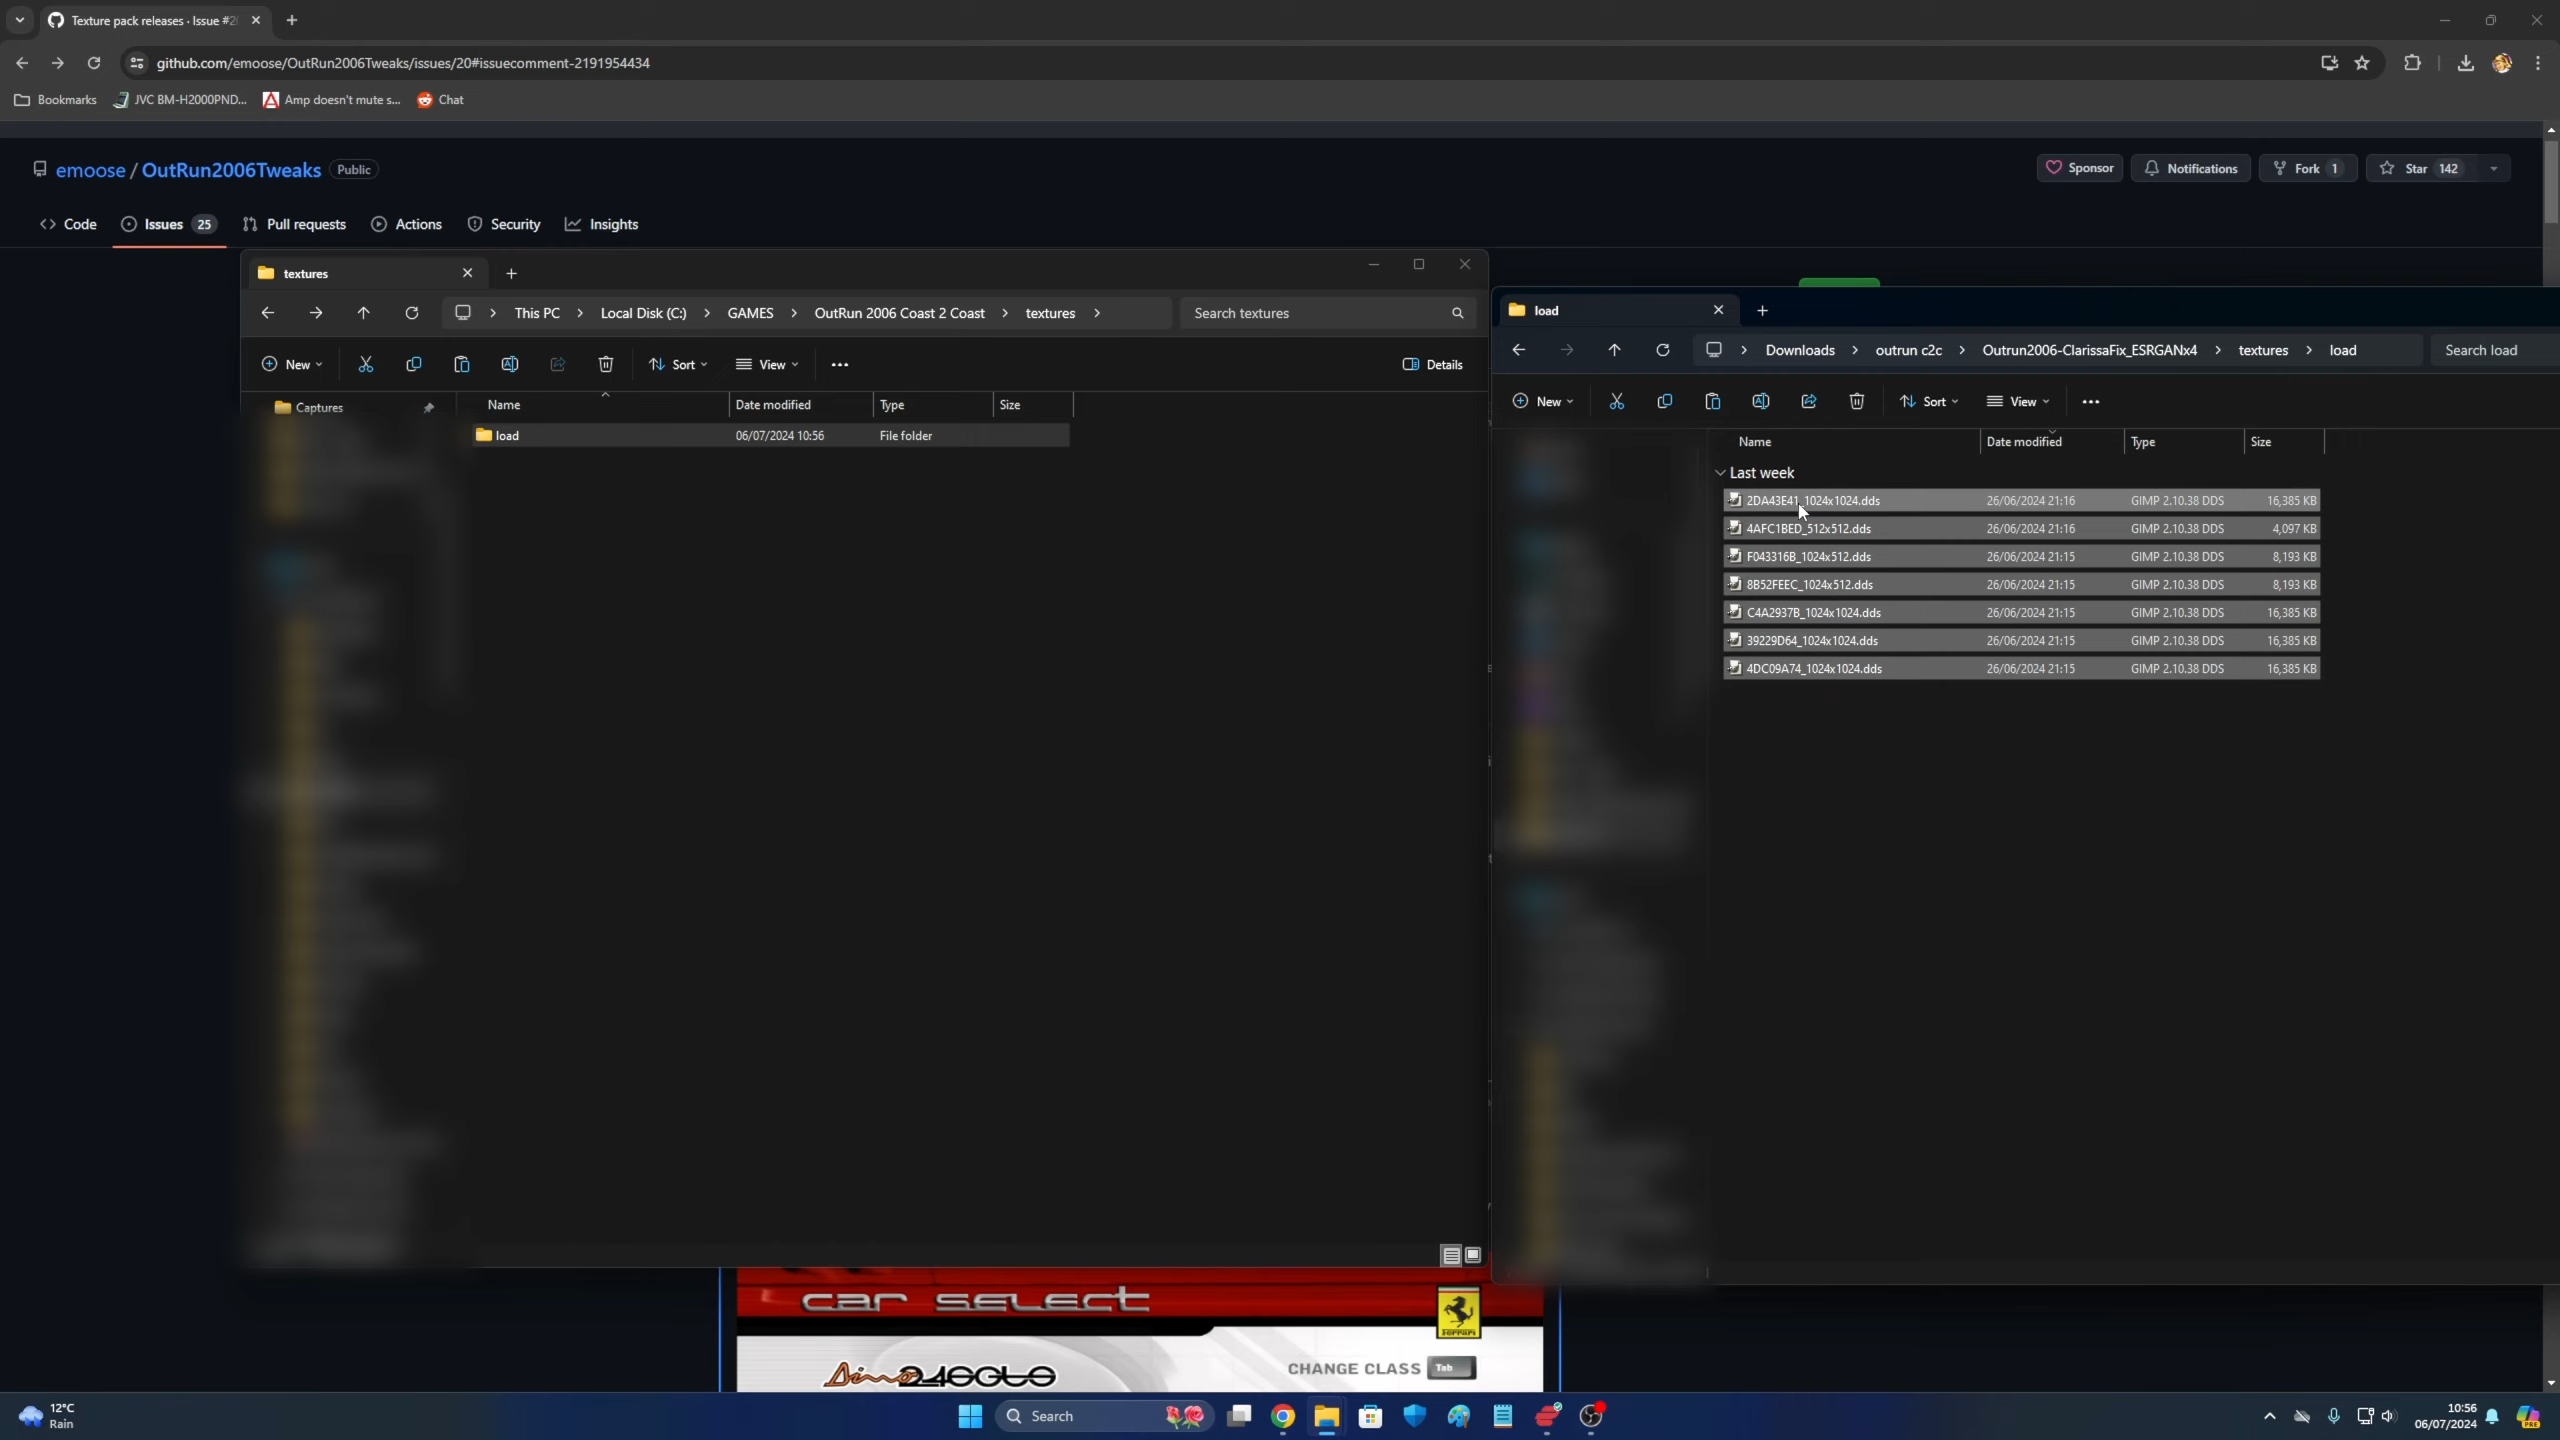 Texture pack releases · Issue #2
github.com/emoose/OutRun2006Tweaks/issues/20#issuecomment-2191954434
Bookmarks
JVC BM-H2000PND...
Amp doesn't mute s...
Chat
emoose / OutRun2006Tweaks
Public
Sponsor
Notifications
Fork 1
Star 142
Code
Issues 25
Pull requests
Actions
Security
Insights
textures
This PC > Local Disk (C:) > GAMES > OutRun 2006 Coast 2 Coast > textures >
Search textures
New
Sort
View
Details
Captures
Name
Date modified
Type
Size
load
06/07/2024 10:56
File folder
load
Downloads > outrun c2c > Outrun2006-ClarissaFix_ESRGANx4 > textures > load
Search load
New
Sort
View
Name
Date modified
Type
Size
Last week
2DA43E41_1024x1024.dds 26/06/2024 21:16 GIMP 2.10.38 DDS 16,385 KB
4AFC1BED_512x512.dds 26/06/2024 21:16 GIMP 2.10.38 DDS 4,097 KB
F043316B_1024x512.dds 26/06/2024 21:15 GIMP 2.10.38 DDS 8,193 KB
8B52FEEC_1024x512.dds 26/06/2024 21:15 GIMP 2.10.38 DDS 8,193 KB
C4A2937B_1024x1024.dds 26/06/2024 21:15 GIMP 2.10.38 DDS 16,385 KB
39229D64_1024x1024.dds 26/06/2024 21:15 GIMP 2.10.38 DDS 16,385 KB
4DC09A74_1024x1024.dds 26/06/2024 21:15 GIMP 2.10.38 DDS 16,385 KB
car select
Ferrari
Dino 246GTS
CHANGE CLASS Tab
12°C
Rain
Search
10:56
06/07/2024
PRE